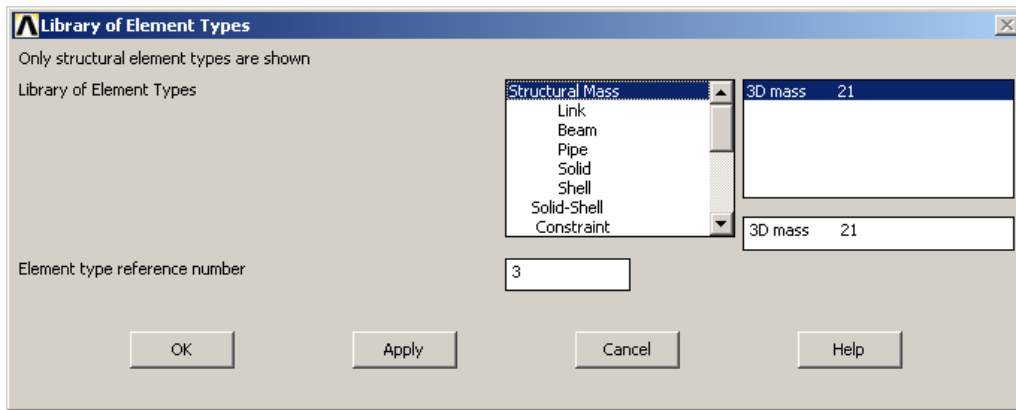 Library of Element Types
Only structural element types are shown
Library of Element Types
Structural Mass
Link
Beam
Pipe
Solid
Shell
Solid-Shell
Constraint
3D mass 21
3D mass 21
Element type reference number
3
OK Apply Cancel Help